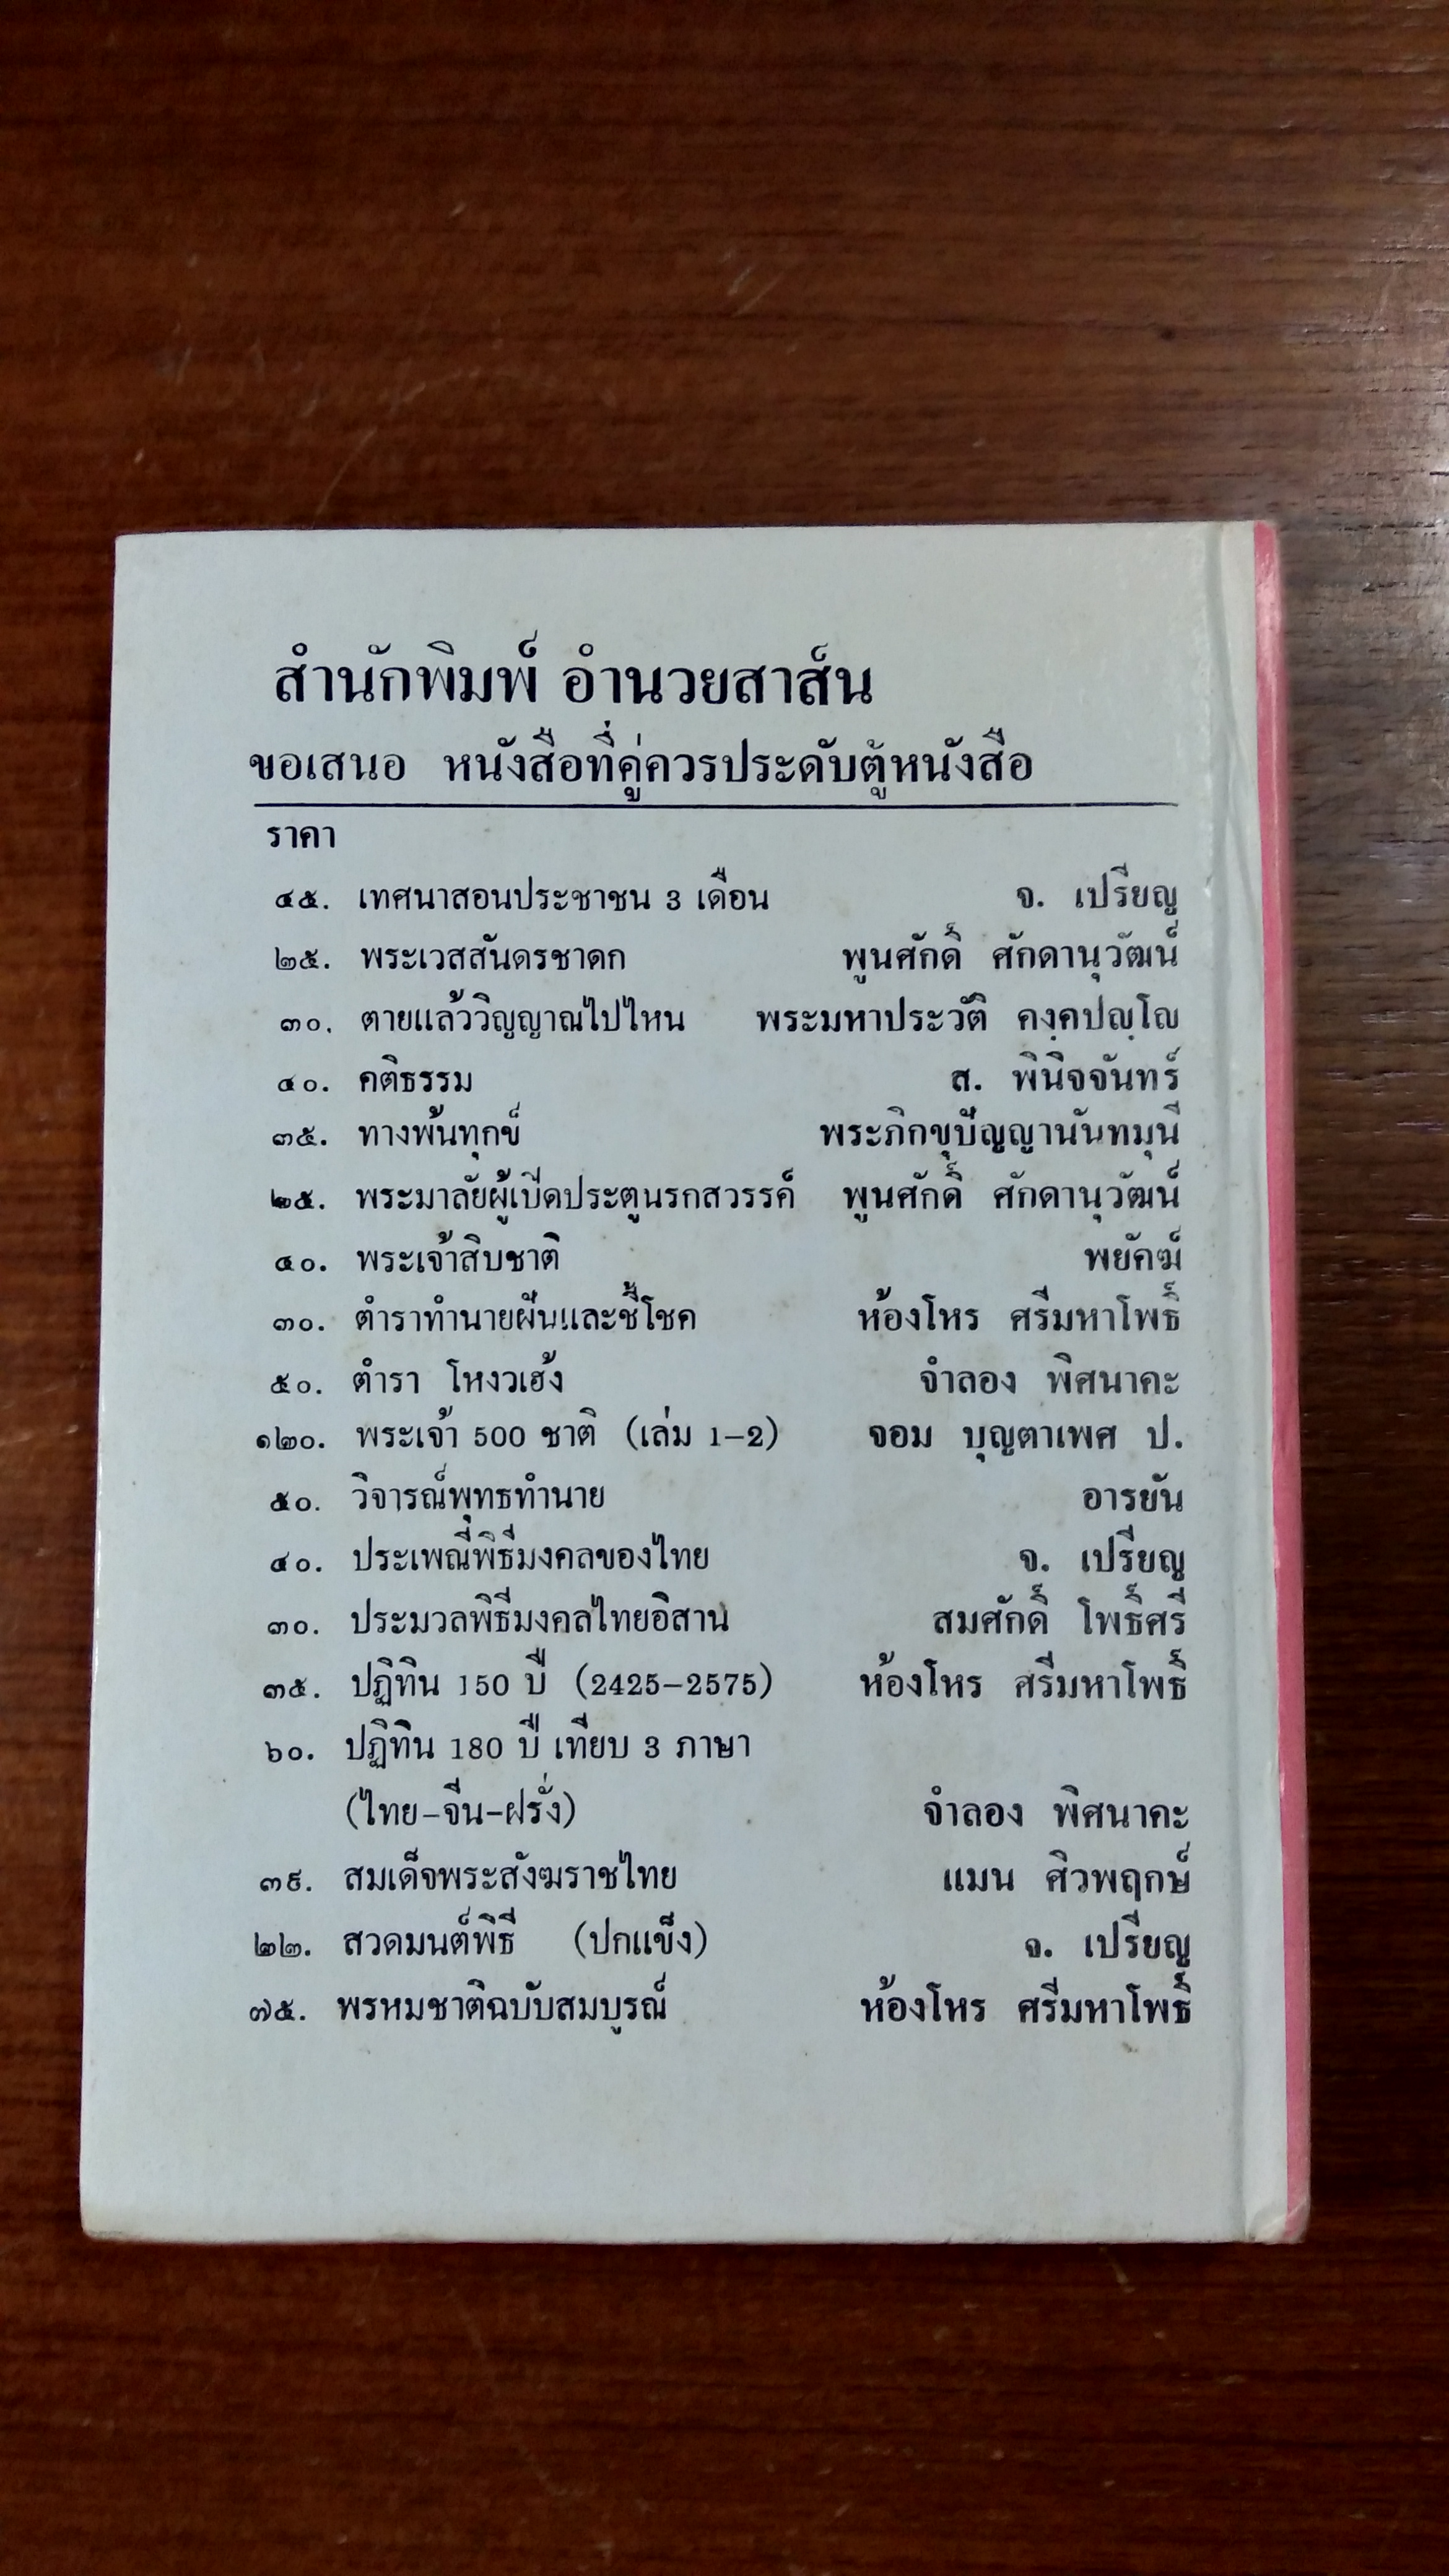 สำนักพิมพ์ อำนวยสาส์น
ขอเสนอ หนังสือที่คู่ควรประดับตู้หนังสือ
ราคา
๔๕. เทศนาสอนประชาชน 3 เดือน จ. เปรียญ
๒๕. พระเวสสันดรชาดก พูนศักดิ์ ศักดานุวัฒน์
๓๐. ตายแล้ววิญญาณไปไหน พระมหาประวัติ คงฺคปญฺโญ
๔๐. คติธรรม ส. พินิจจันทร์
๓๕. ทางพ้นทุกข์ พระภิกขุปัญญานันทมุนี
๒๕. พระมาลัยผู้เปิดประตูนรกสวรรค์ พูนศักดิ์ ศักดานุวัฒน์
๔๐. พระเจ้าสิบชาติ พยัคฆ์
๓๐. ตำราทำนายฝันและชี้โชค ห้องโหร ศรีมหาโพธิ์
๕๐. ตำรา โหงวเฮ้ง จำลอง พิศนาคะ
๑๒๐. พระเจ้า 500 ชาติ (เล่ม 1-2) จอม บุญตาเพศ ป.
๕๐. วิจารณ์พุทธทำนาย อารยัน
๔๐. ประเพณีพิธีมงคลของไทย จ. เปรียญ
๓๐. ประมวลพิธีมงคลไทยอิสาน สมศักดิ์ โพธิ์ศรี
๓๕. ปฏิทิน 150 ปี (2425-2575) ห้องโหร ศรีมหาโพธิ์
๖๐. ปฏิทิน 180 ปี เทียบ 3 ภาษา
(ไทย-จีน-ฝรั่ง) จำลอง พิศนาคะ
๓๙. สมเด็จพระสังฆราชไทย แมน ศิวพฤกษ์
๒๒. สวดมนต์พิธี (ปกแข็ง) จ. เปรียญ
๗๕. พรหมชาติฉบับสมบูรณ์ ห้องโหร ศรีมหาโพธิ์